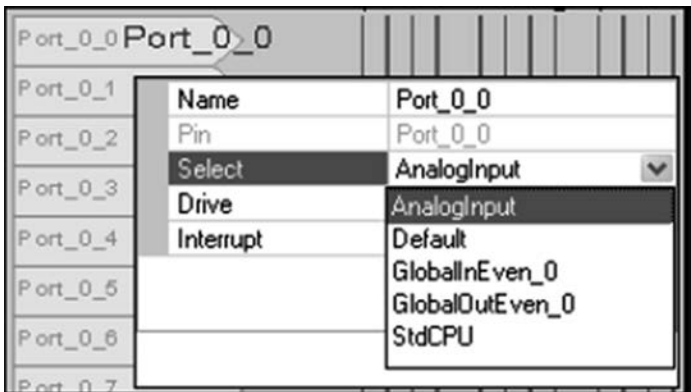 Port_0_0 Port_0_0
Port_0_1
Name Port_0_0
Port_0_2
Pin Port_0_0
Select AnalogInput
Port_0_3
Drive AnalogInput
Port_0_4
Interrupt Default
GlobalInEven_0
Port_0_5
GlobalOutEven_0
Port_0_6
StdCPU
Port_0_7